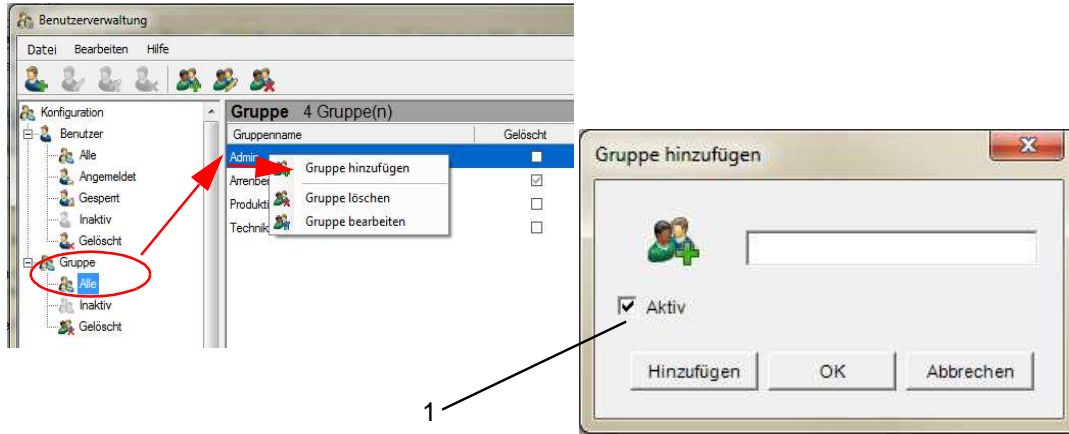 Benutzerverwaltung
Datei Bearbeiten Hilfe
Konfiguration
Benutzer
Alle
Angemeldet
Gesperrt
Inaktiv
Gelöscht
Gruppe
Alle
Inaktiv
Gelöscht
Gruppe 4 Gruppe(n)
Gruppenname Gelöscht
Admin
Arrenber
Produkti
Technik
Gruppe hinzufügen
Gruppe löschen
Gruppe bearbeiten
Gruppe hinzufügen
Aktiv
Hinzufügen OK Abbrechen
1